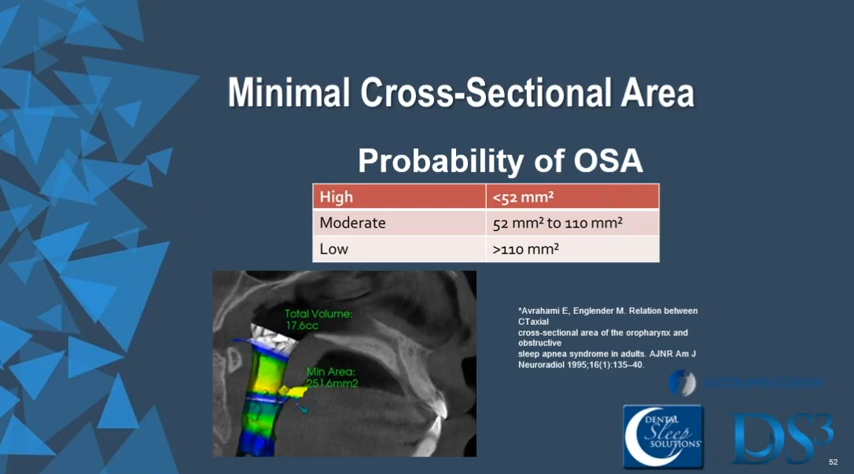 Minimal Cross-Sectional Area
Probability of OSA
High <52 mm²
Moderate 52 mm² to 110 mm²
Low >110 mm²
Total Volume:
17.6cc
Min Area:
251.6mm2
*Avrahami E, Englender M. Relation between
CTaxial
cross-sectional area of the oropharynx and
obstructive
sleep apnea syndrome in adults. AJNR Am J
Neuroradiol 1995;16(1):135–40.
DENTAL
Sleep
SOLUTIONS
DS3
52